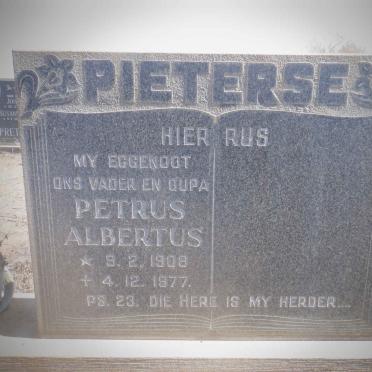 PIETERSE
HIER RUS
MY EGGENOOT
ONS VADER EN OUPA
PETRUS
ALBERTUS
* 9. 2. 1908
+ 4. 12. 1977.
PS. 23. DIE HERE IS MY HERDER...